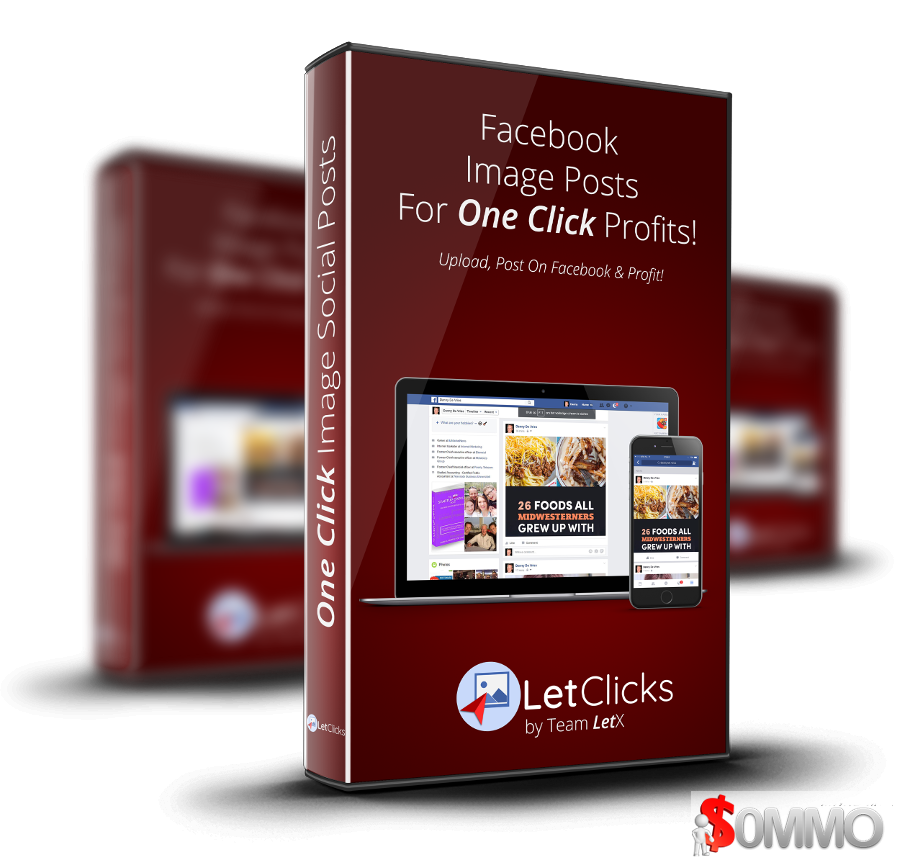 Facebook
Image Posts
For One Click Profits!
Upload, Post On Facebook & Profit!
One Click Image Social Posts
26 FOODS ALL
MIDWESTERNERS
GREW UP WITH
26 FOODS ALL
MIDWESTERNERS
GREW UP WITH
LetClicks
by Team LetX
LetClicks
$OMMO